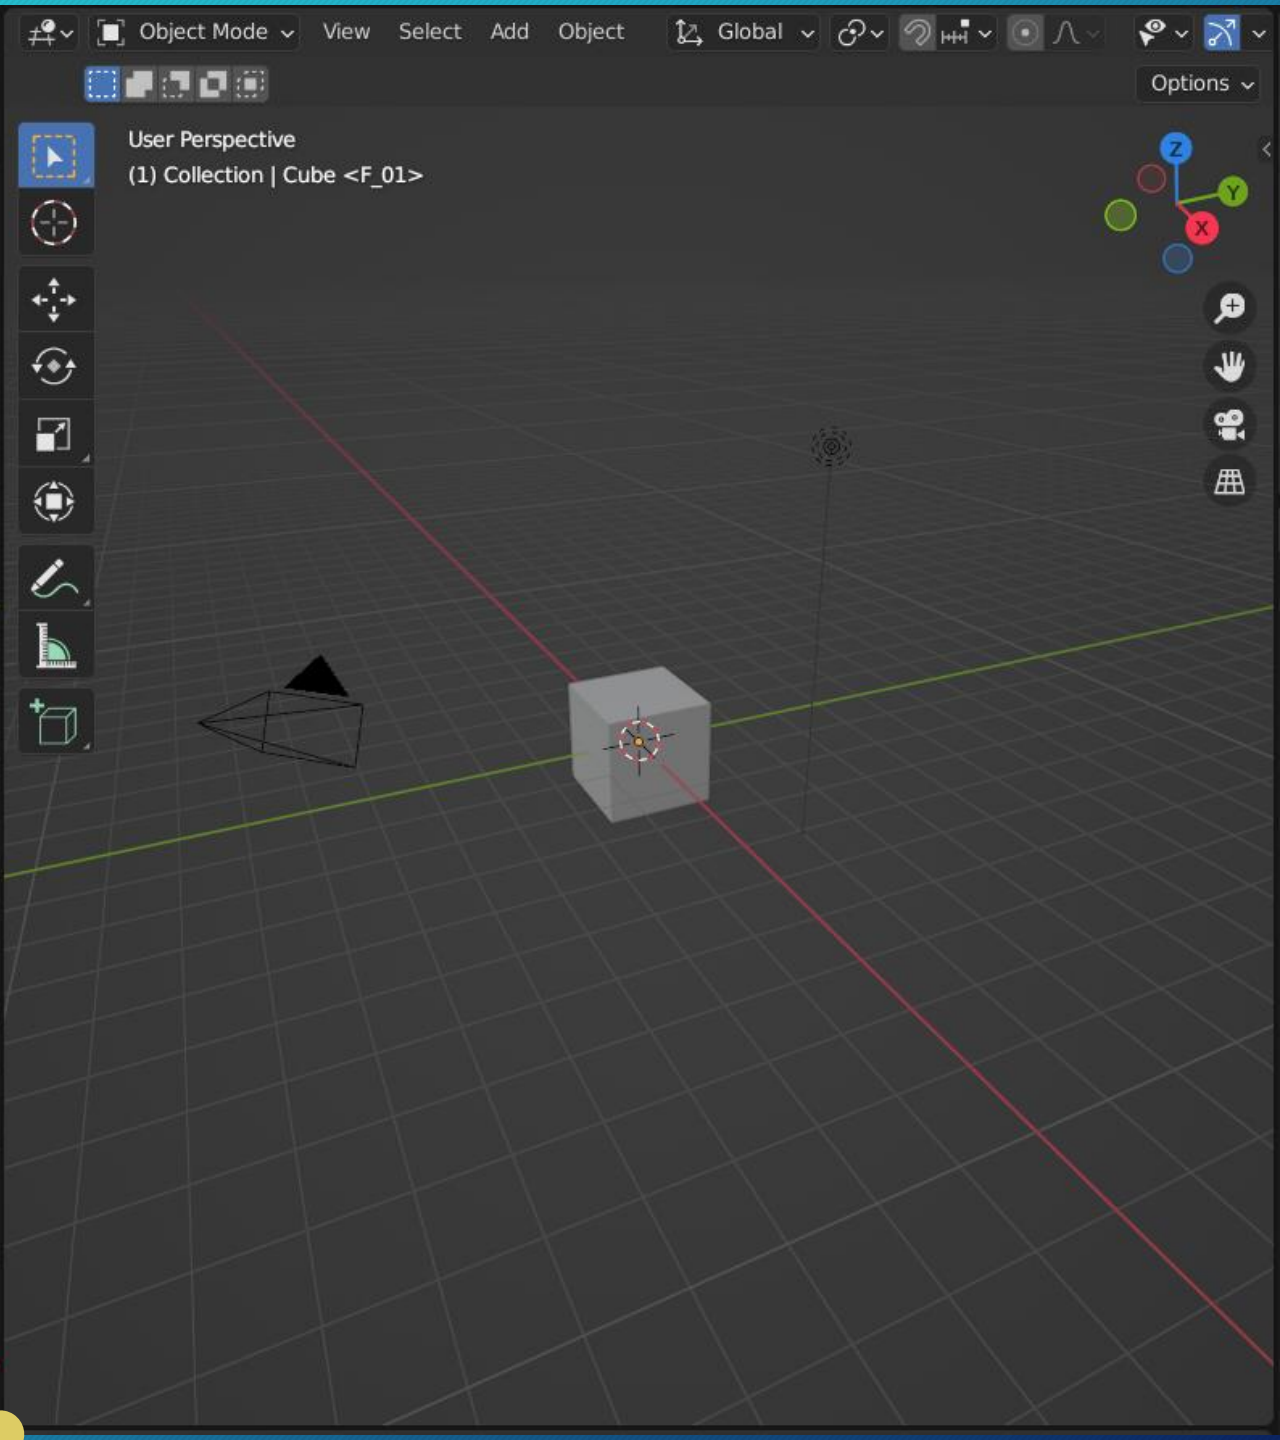 Object Mode View Select Add Object Global
Options
User Perspective
(1) Collection | Cube <F_01>
Z
Y
X